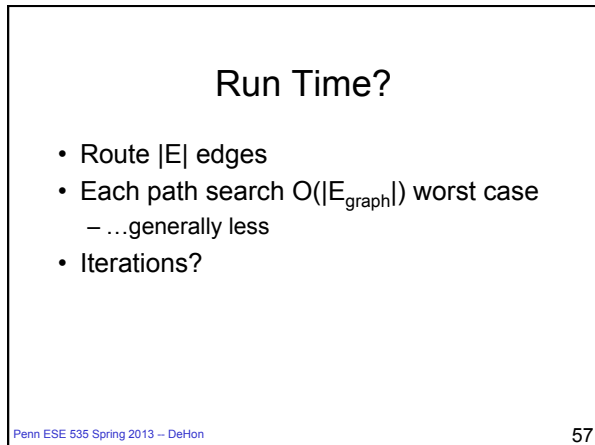 Run Time?
• Route |E| edges
• Each path search O(|E_graph|) worst case
– …generally less
• Iterations?
Penn ESE 535 Spring 2013 -- DeHon
57